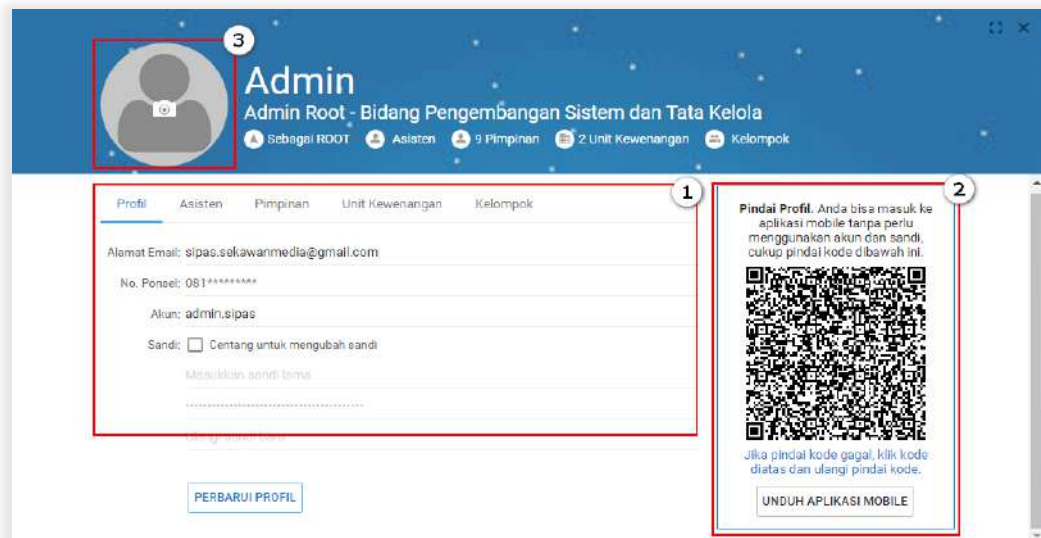 3
Admin
Admin Root - Bidang Pengembangan Sistem dan Tata Kelola
Sebagai ROOT Asisten 9 Pimpinan 2 Unit Kewenangan Kelompok
1
Profil Asisten Pimpinan Unit Kewenangan Kelompok
Alamat Email: sipas.sekawanmedia@gmail.com
No. Ponsel: 081*********
Akun: admin.sipas
Sandi: Centang untuk mengubah sandi
Masukkan sandi lama
PERBARUI PROFIL
2
Pindai Profil. Anda bisa masuk ke
aplikasi mobile tanpa perlu
menggunakan akun dan sandi,
cukup pindai kode dibawah ini.
Jika pindai kode gagal, klik kode
diatas dan ulangi pindai kode.
UNDUH APLIKASI MOBILE